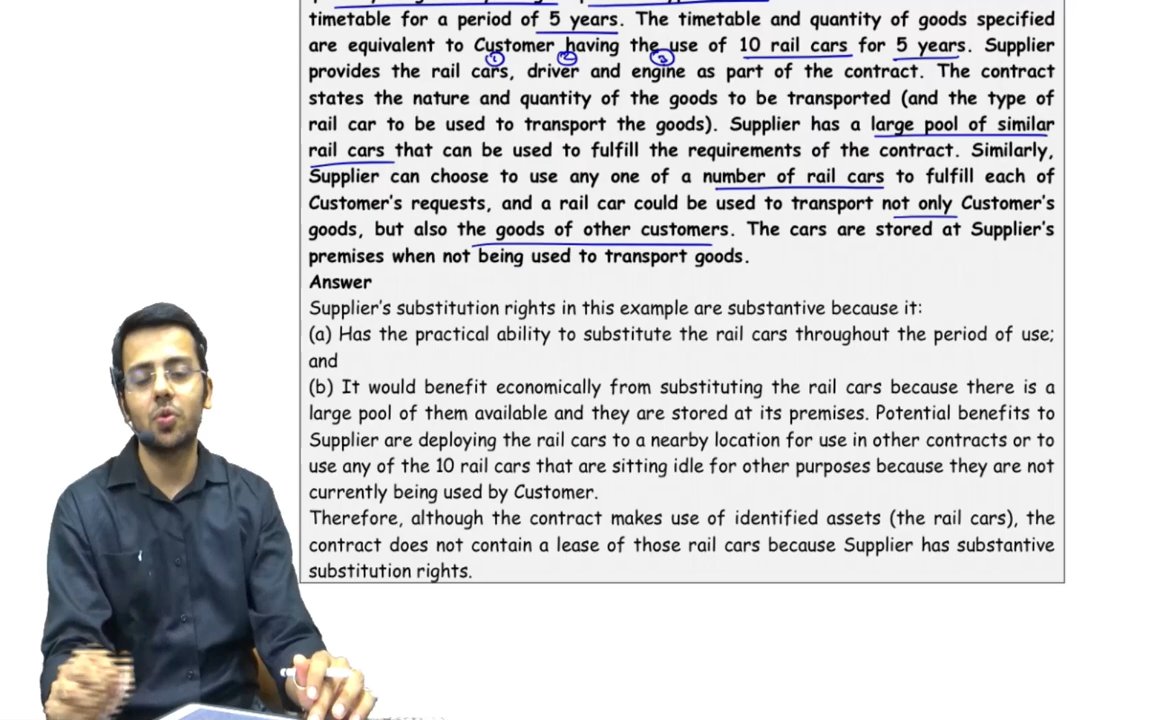 timetable for a period of 5 years. The timetable and quantity of goods specified
are equivalent to Customer having the use of 10 rail cars for 5 years. Supplier
1 2 3
provides the rail cars, driver and engine as part of the contract. The contract
states the nature and quantity of the goods to be transported (and the type of
rail car to be used to transport the goods). Supplier has a large pool of similar
rail cars that can be used to fulfill the requirements of the contract. Similarly,
Supplier can choose to use any one of a number of rail cars to fulfill each of
Customer's requests, and a rail car could be used to transport not only Customer's
goods, but also the goods of other customers. The cars are stored at Supplier's
premises when not being used to transport goods.
Answer
Supplier's substitution rights in this example are substantive because it:
(a) Has the practical ability to substitute the rail cars throughout the period of use;
and
(b) It would benefit economically from substituting the rail cars because there is a
large pool of them available and they are stored at its premises. Potential benefits to
Supplier are deploying the rail cars to a nearby location for use in other contracts or to
use any of the 10 rail cars that are sitting idle for other purposes because they are not
currently being used by Customer.
Therefore, although the contract makes use of identified assets (the rail cars), the
contract does not contain a lease of those rail cars because Supplier has substantive
substitution rights.